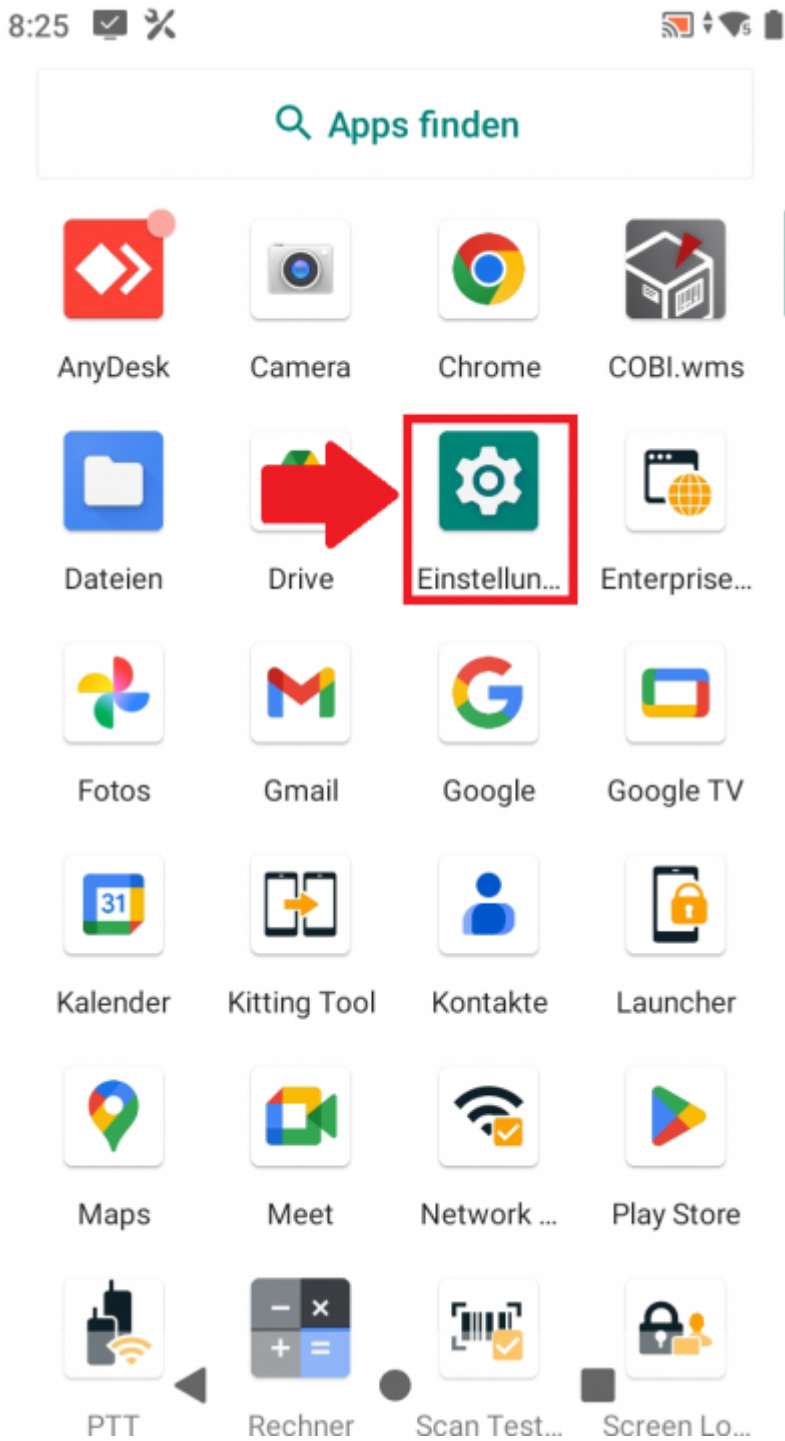 8:25
5
Apps finden
AnyDesk
Camera
Chrome
COBI.wms
Dateien
Drive
Einstellun...
Enterprise...
Fotos
Gmail
Google
Google TV
31
Kalender
Kitting Tool
Kontakte
Launcher
Maps
Meet
Network ...
Play Store
PTT
Rechner
Scan Test...
Screen Lo...